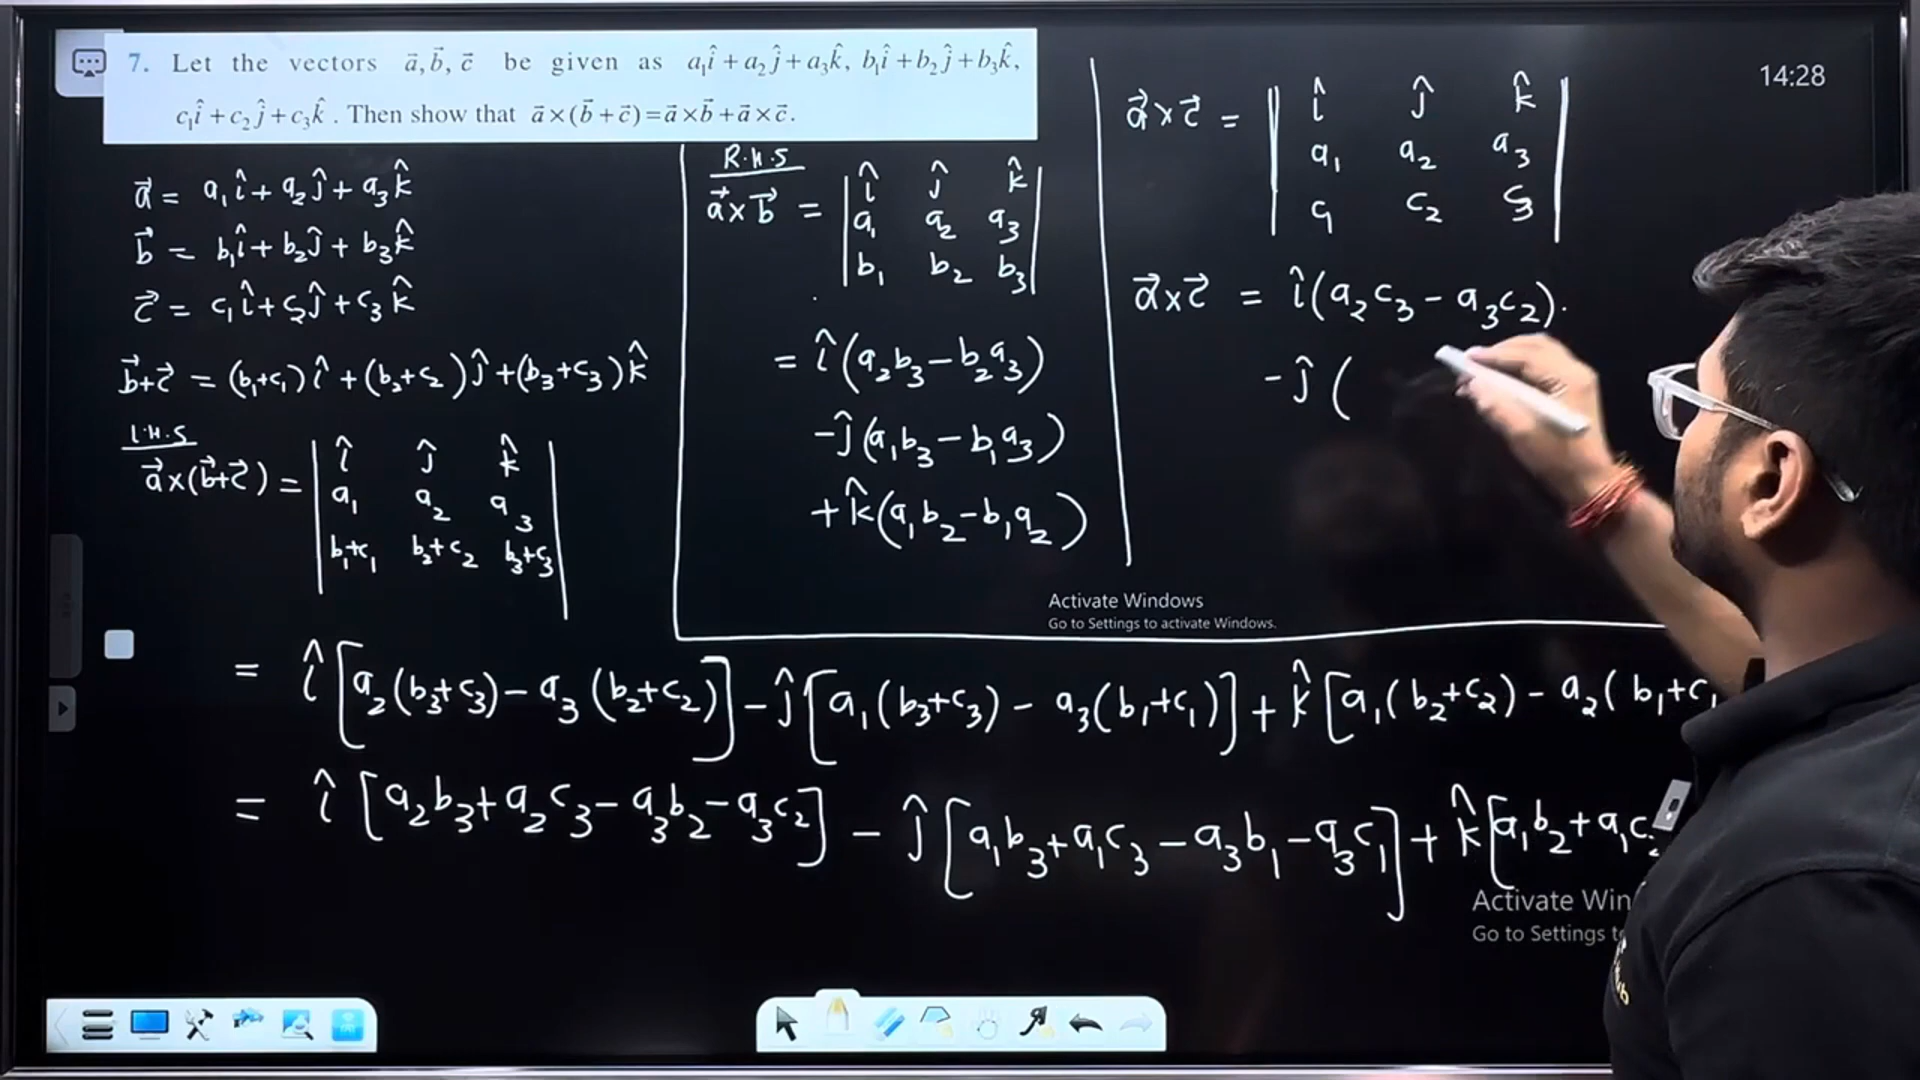 7. Let the vectors a⃗, b⃗, c⃗ be given as a₁î + a₂ĵ + a₃k̂, b₁î + b₂ĵ + b₃k̂,
c₁î + c₂ĵ + c₃k̂ . Then show that a⃗ × (b⃗ + c⃗) = a⃗ × b⃗ + a⃗ × c⃗.
14:28
a⃗ = a₁î + a₂ĵ + a₃k̂
b⃗ = b₁î + b₂ĵ + b₃k̂
c⃗ = c₁î + c₂ĵ + c₃k̂
b⃗+c⃗ = (b₁+c₁)î + (b₂+c₂)ĵ + (b₃+c₃)k̂
L.H.S
a⃗×(b⃗+c⃗) = | î ĵ k̂ |
| a₁ a₂ a₃ |
| b₁+c₁ b₂+c₂ b₃+c₃ |
R.H.S
a⃗×b⃗ = | î ĵ k̂ |
| a₁ a₂ a₃ |
| b₁ b₂ b₃ |
= î(a₂b₃ − b₂a₃)
−ĵ(a₁b₃ − b₁a₃)
+k̂(a₁b₂ − b₁a₂)
a⃗×c⃗ = | î ĵ k̂ |
| a₁ a₂ a₃ |
| c₁ c₂ c₃ |
a⃗×c⃗ = î(a₂c₃ − a₃c₂).
−ĵ(
Activate Windows
Go to Settings to activate Windows.
= î[a₂(b₃+c₃) − a₃(b₂+c₂)] − ĵ[a₁(b₃+c₃) − a₃(b₁+c₁)] + k̂[a₁(b₂+c₂) − a₂(b₁+c₁
= î[a₂b₃+a₂c₃−a₃b₂−a₃c₂] − ĵ[a₁b₃+a₁c₃−a₃b₁−a₃c₁] + k̂[a₁b₂+a₁c₂
Activate Win
Go to Settings t